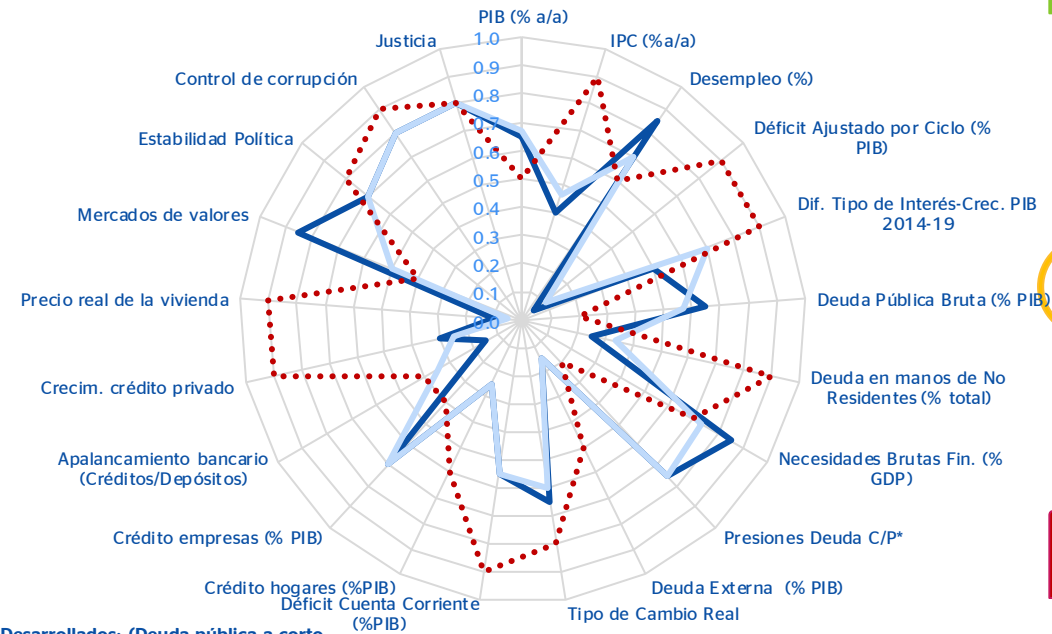 PIB (% a/a)
IPC (%a/a)
Desempleo (%)
Déficit Ajustado por Ciclo (%
PIB)
Dif. Tipo de Interés-Crec. PIB
2014-19
Deuda Pública Bruta (% PIB)
Deuda en manos de No
Residentes (% total)
Necesidades Brutas Fin. (%
GDP)
Presiones Deuda C/P*
Deuda Externa (% PIB)
Tipo de Cambio Real
Déficit Cuenta Corriente
(%PIB)
Crédito hogares (%PIB)
Crédito empresas (% PIB)
Apalancamiento bancario
(Créditos/Depósitos)
Crecim. crédito privado
Precio real de la vivienda
Mercados de valores
Estabilidad Política
Control de corrupción
Justicia
1.0
0.9
0.8
0.7
0.6
0.5
0.4
0.3
0.2
0.1
0.0
Desarrollados: (Deuda pública a corto